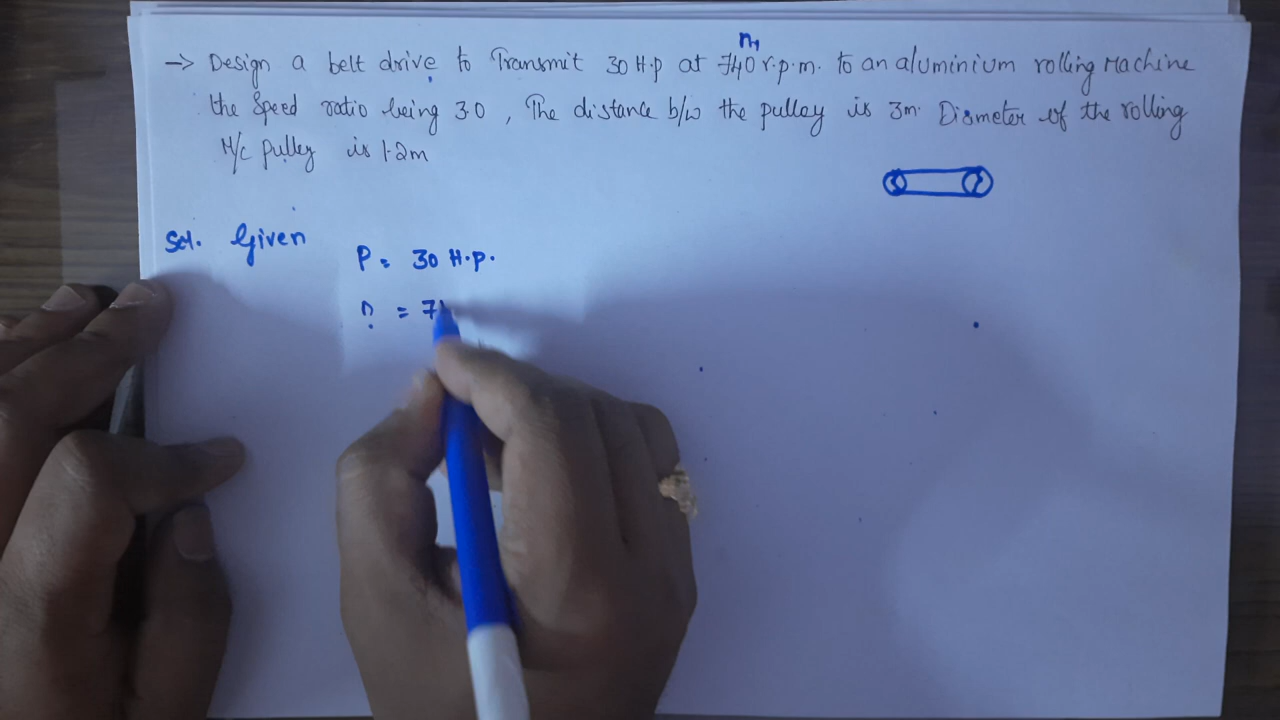 → Design a belt drive to Transmit 30 H.p at 740 r.p.m. to an aluminium rolling Machine
n1
the Speed ratio being 3.0 , The distance b/w the pulley is 3m. Diameter of the rolling
M/c pulley is 1.2m
Sol. Given
P = 30 H.p.
n = 7